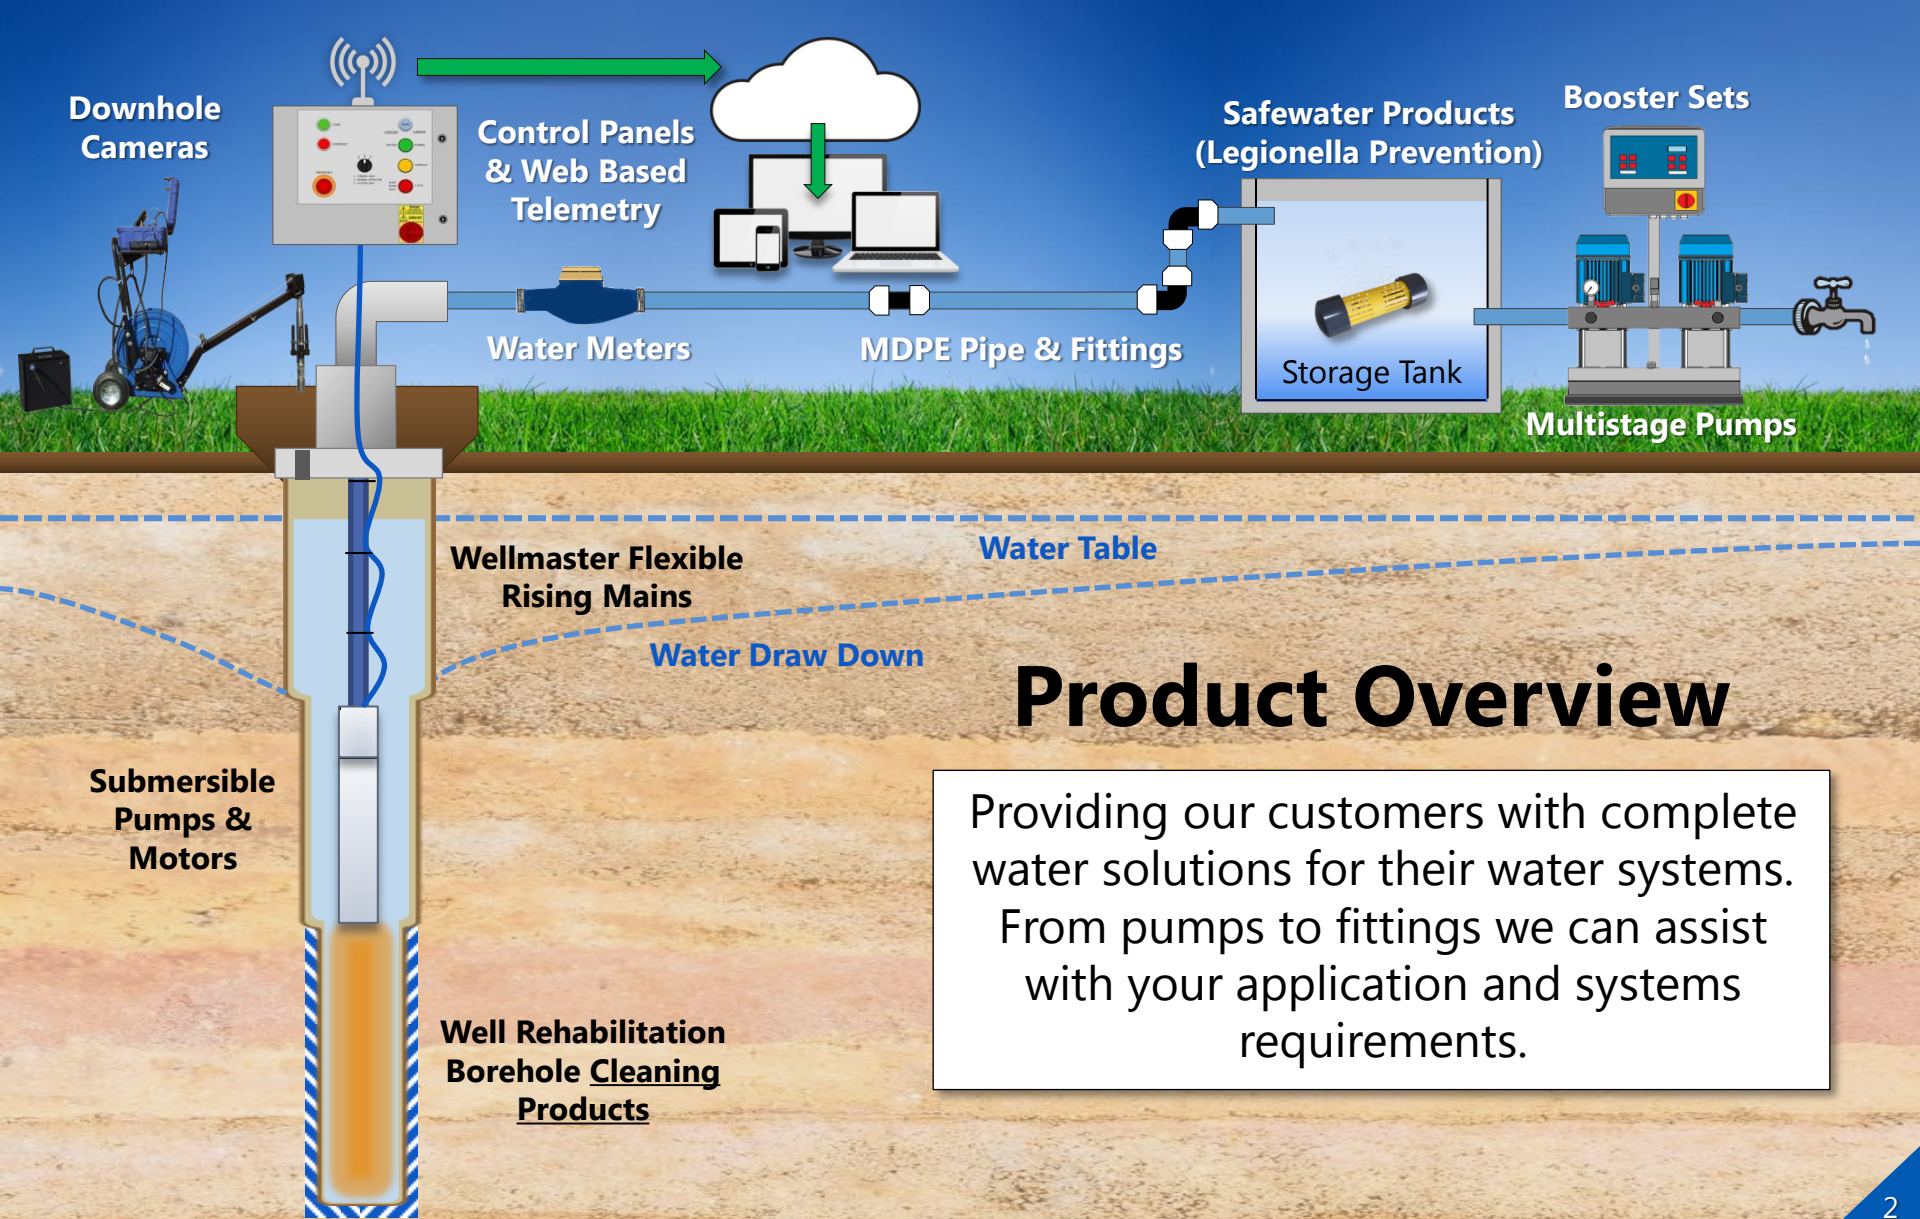 Downhole
Cameras
Control Panels
& Web Based
Telemetry
Safewater Products
(Legionella Prevention)
Booster Sets
Water Meters
MDPE Pipe & Fittings
Storage Tank
Multistage Pumps
Wellmaster Flexible
Rising Mains
Water Table
Water Draw Down
Product Overview
Submersible
Pumps &
Motors
Providing our customers with complete
water solutions for their water systems.
From pumps to fittings we can assist
with your application and systems
requirements.
Well Rehabilitation
Borehole Cleaning
Products
2